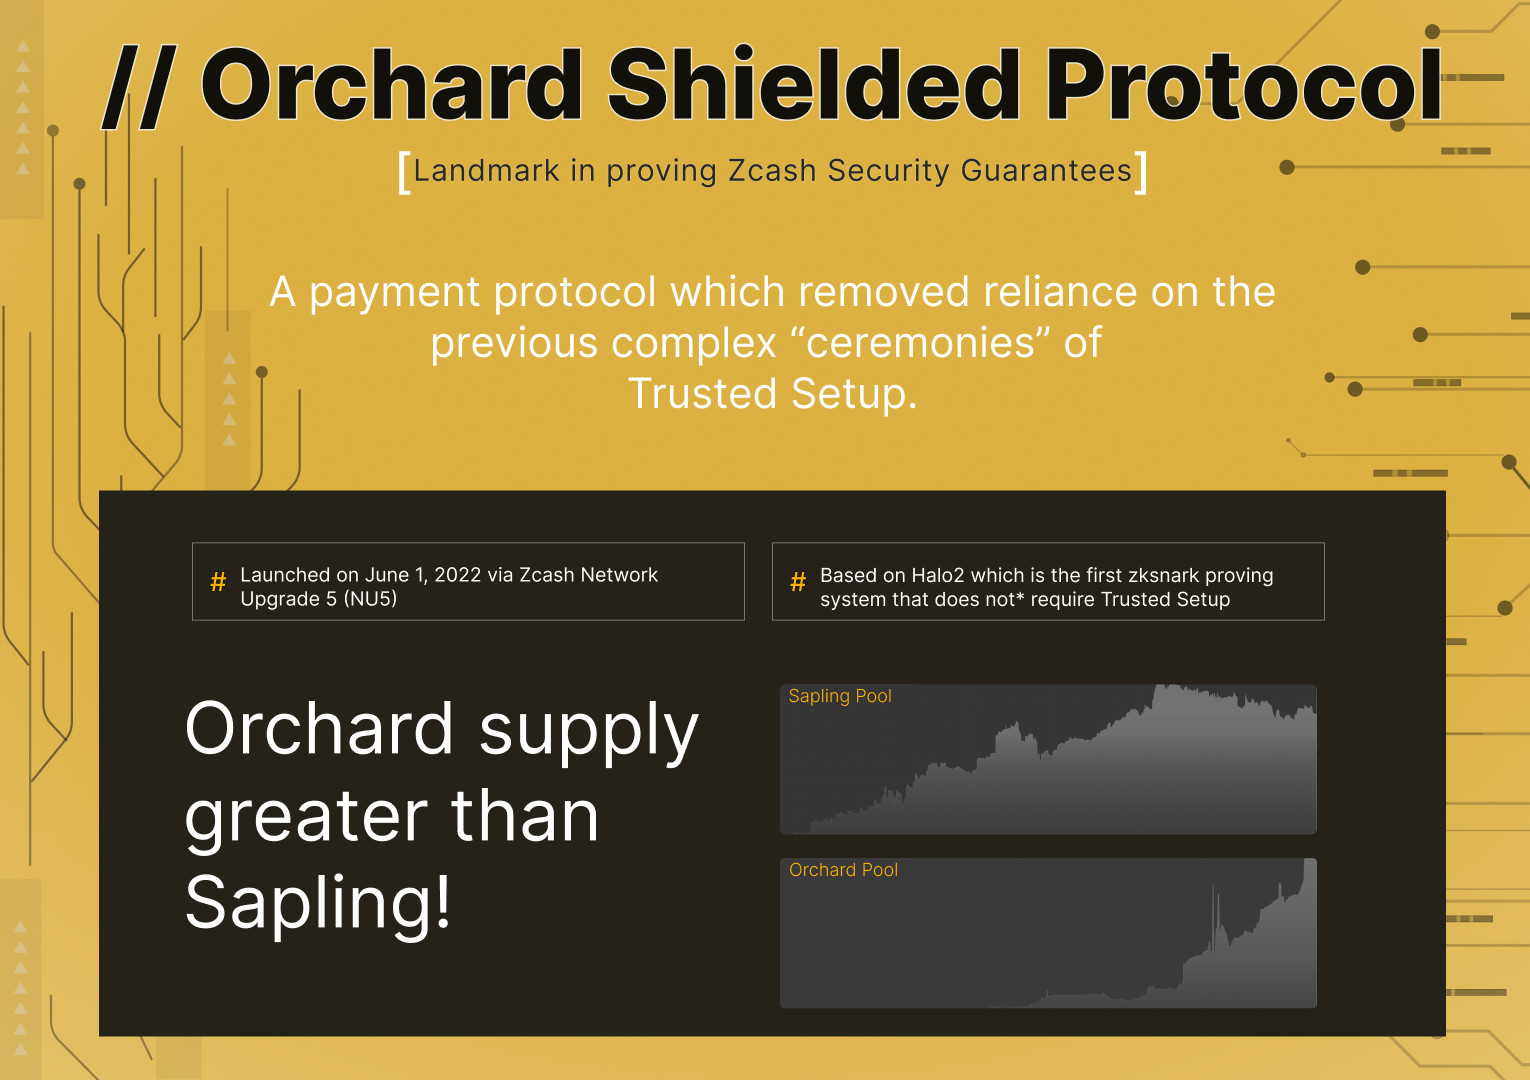 // Orchard Shielded Protocol
[Landmark in proving Zcash Security Guarantees]
A payment protocol which removed reliance on the
previous complex “ceremonies” of
Trusted Setup.
# Launched on June 1, 2022 via Zcash Network
Upgrade 5 (NU5)
# Based on Halo2 which is the first zksnark proving
system that does not* require Trusted Setup
Orchard supply
greater than
Sapling!
Sapling Pool
Orchard Pool